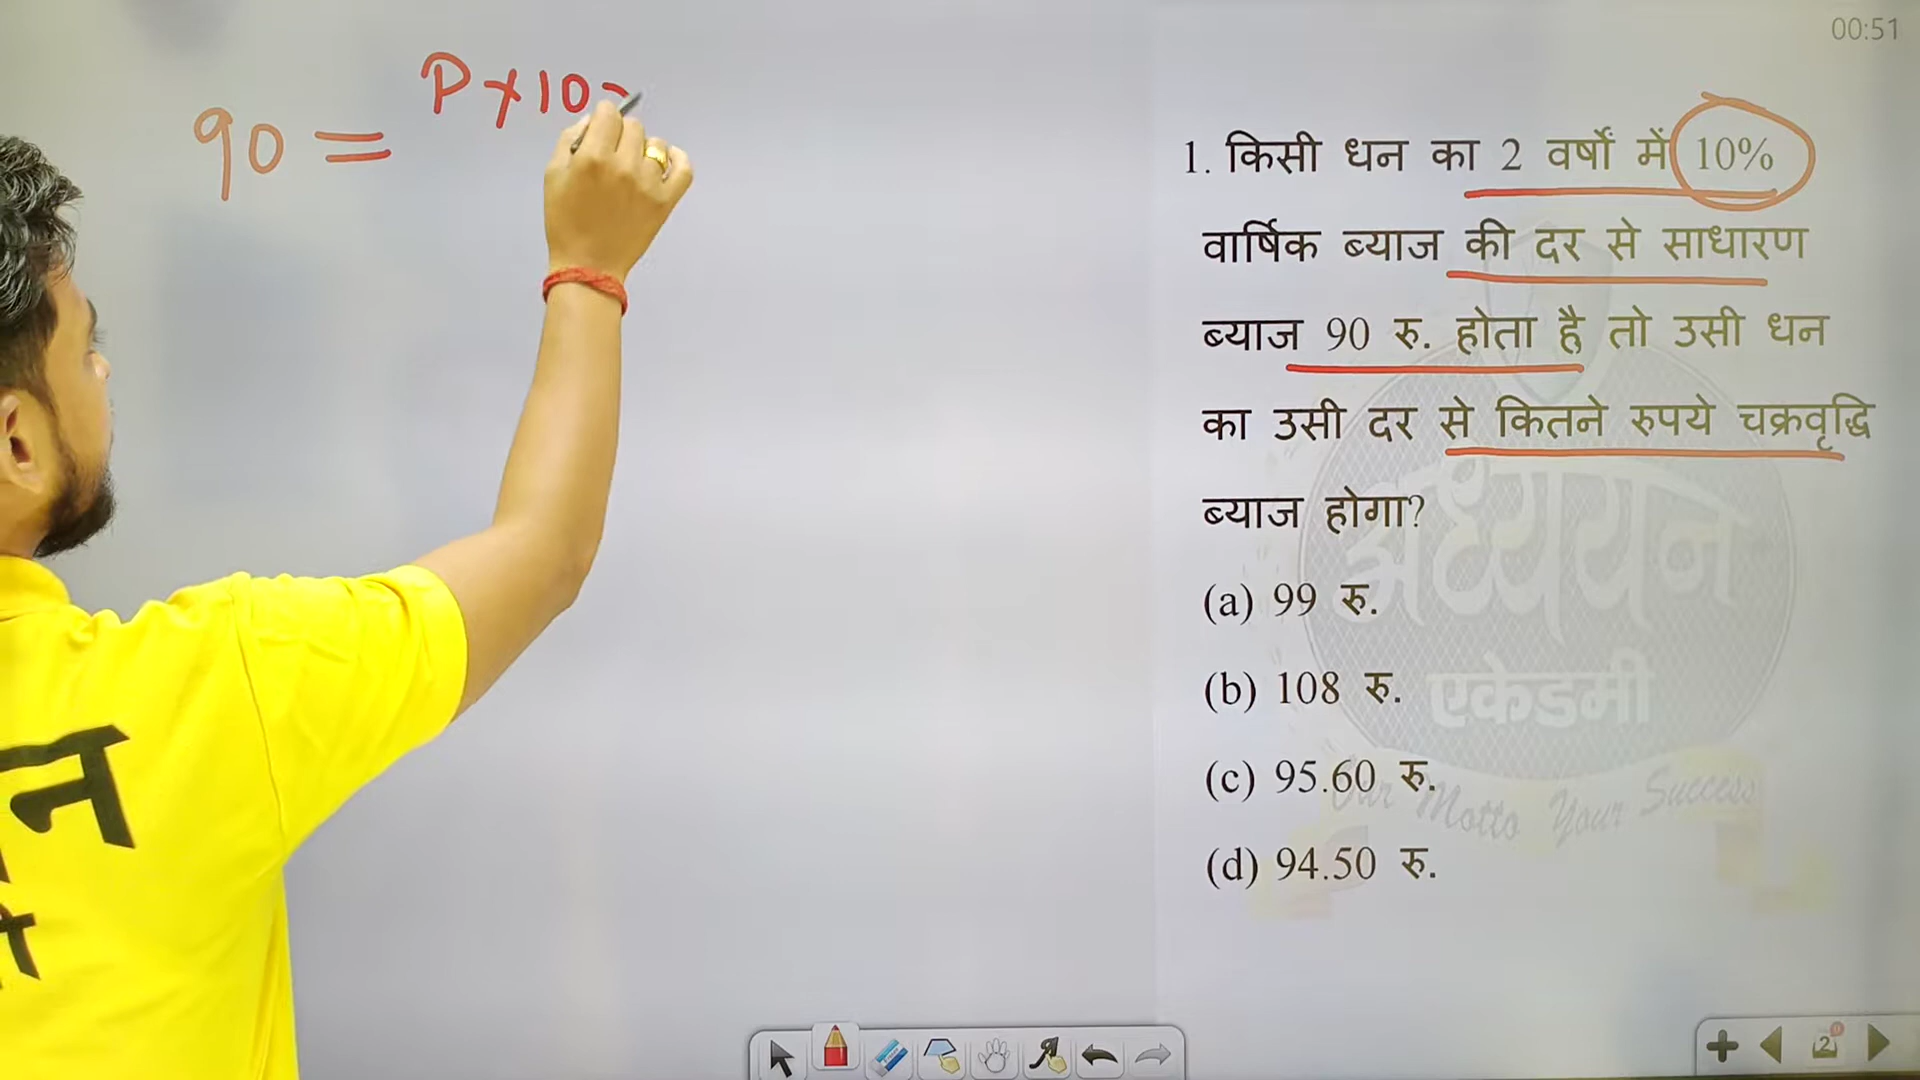 00:51
P × 10 ×
90 =
1. किसी धन का 2 वर्षों में 10%
वार्षिक ब्याज की दर से साधारण
ब्याज 90 रु. होता है तो उसी धन
का उसी दर से कितने रुपये चक्रवृद्धि
ब्याज होगा?
(a) 99 रु.
(b) 108 रु.
(c) 95.60 रु.
(d) 94.50 रु.
अध्ययन
एकेडमी
Our Motto Your Success
2